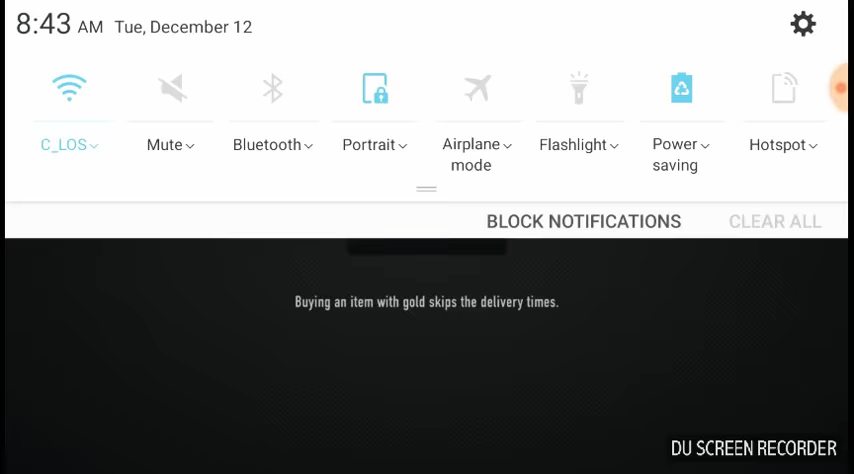 8:43 AM Tue, December 12
C_LOS Mute Bluetooth Portrait Airplane mode Flashlight Power saving Hotspot
BLOCK NOTIFICATIONS CLEAR ALL
Buying an item with gold skips the delivery times.
DU SCREEN RECORDER